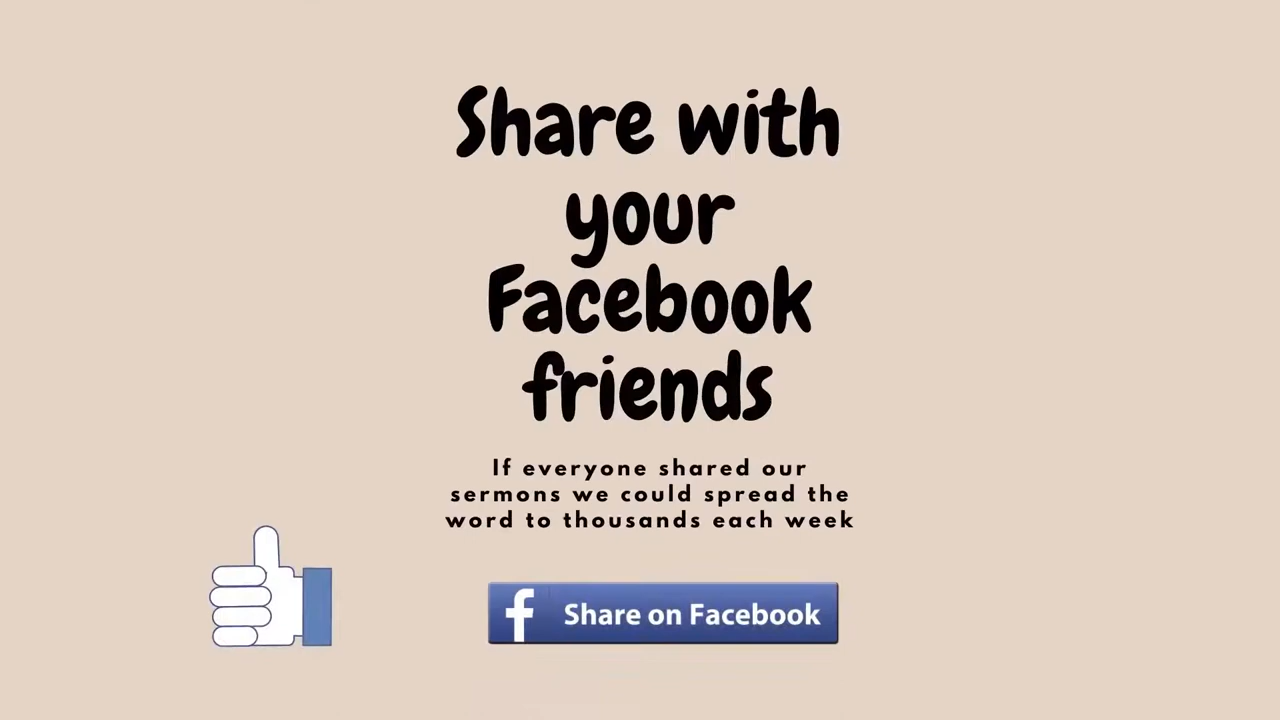 Share with
your
Facebook
friends
If everyone shared our
sermons we could spread the
word to thousands each week
f Share on Facebook